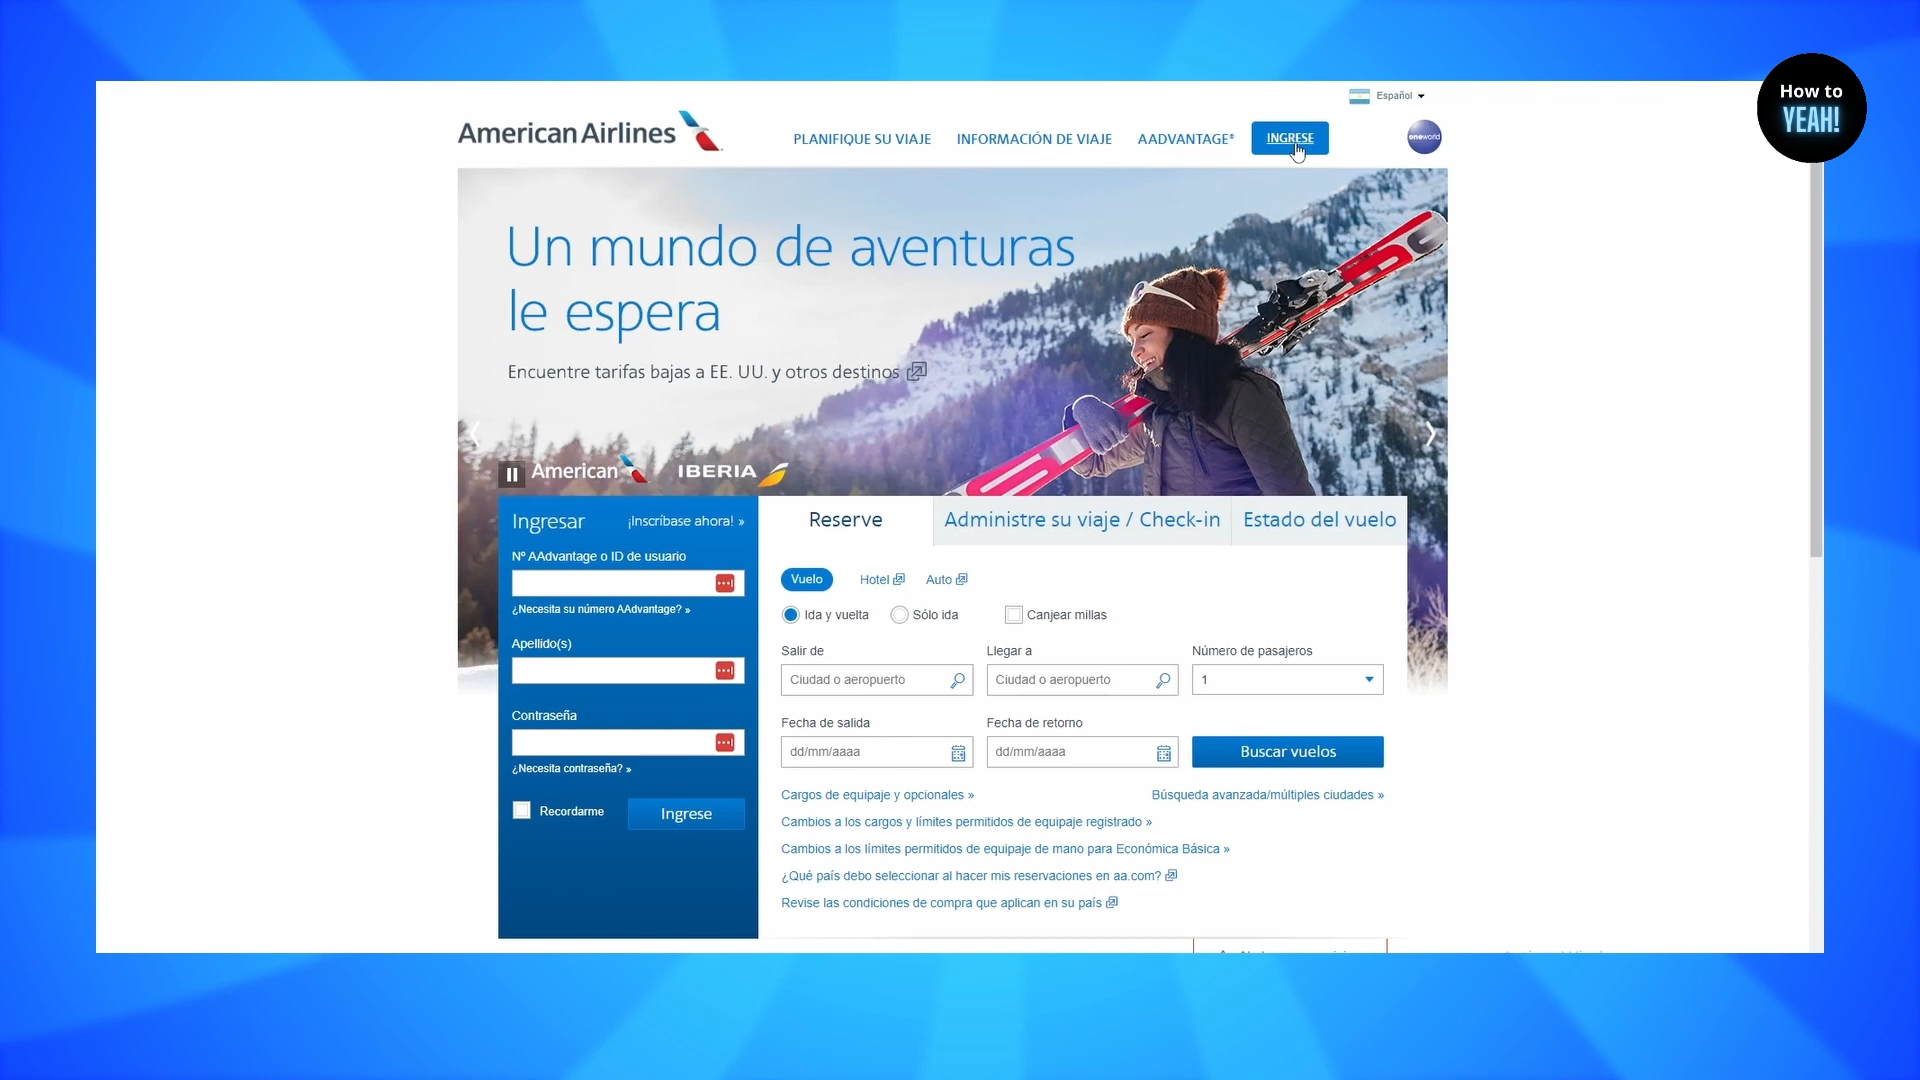 How to
YEAH!
Español
American Airlines
PLANIFIQUE SU VIAJE
INFORMACIÓN DE VIAJE
AADVANTAGE®
INGRESE
oneworld
Un mundo de aventuras
le espera
Encuentre tarifas bajas a EE. UU. y otros destinos
American
IBERIA
Ingresar
¡Inscríbase ahora! »
Nº AAdvantage o ID de usuario
¿Necesita su número AAdvantage? »
Apellido(s)
Contraseña
¿Necesita contraseña? »
Recordarme
Ingrese
Reserve
Administre su viaje / Check-in
Estado del vuelo
Vuelo
Hotel
Auto
Ida y vuelta
Sólo ida
Canjear millas
Salir de
Llegar a
Número de pasajeros
Ciudad o aeropuerto
Ciudad o aeropuerto
1
Fecha de salida
Fecha de retorno
dd/mm/aaaa
dd/mm/aaaa
Buscar vuelos
Cargos de equipaje y opcionales »
Búsqueda avanzada/múltiples ciudades »
Cambios a los cargos y límites permitidos de equipaje registrado »
Cambios a los límites permitidos de equipaje de mano para Económica Básica »
¿Qué país debo seleccionar al hacer mis reservaciones en aa.com?
Revise las condiciones de compra que aplican en su país